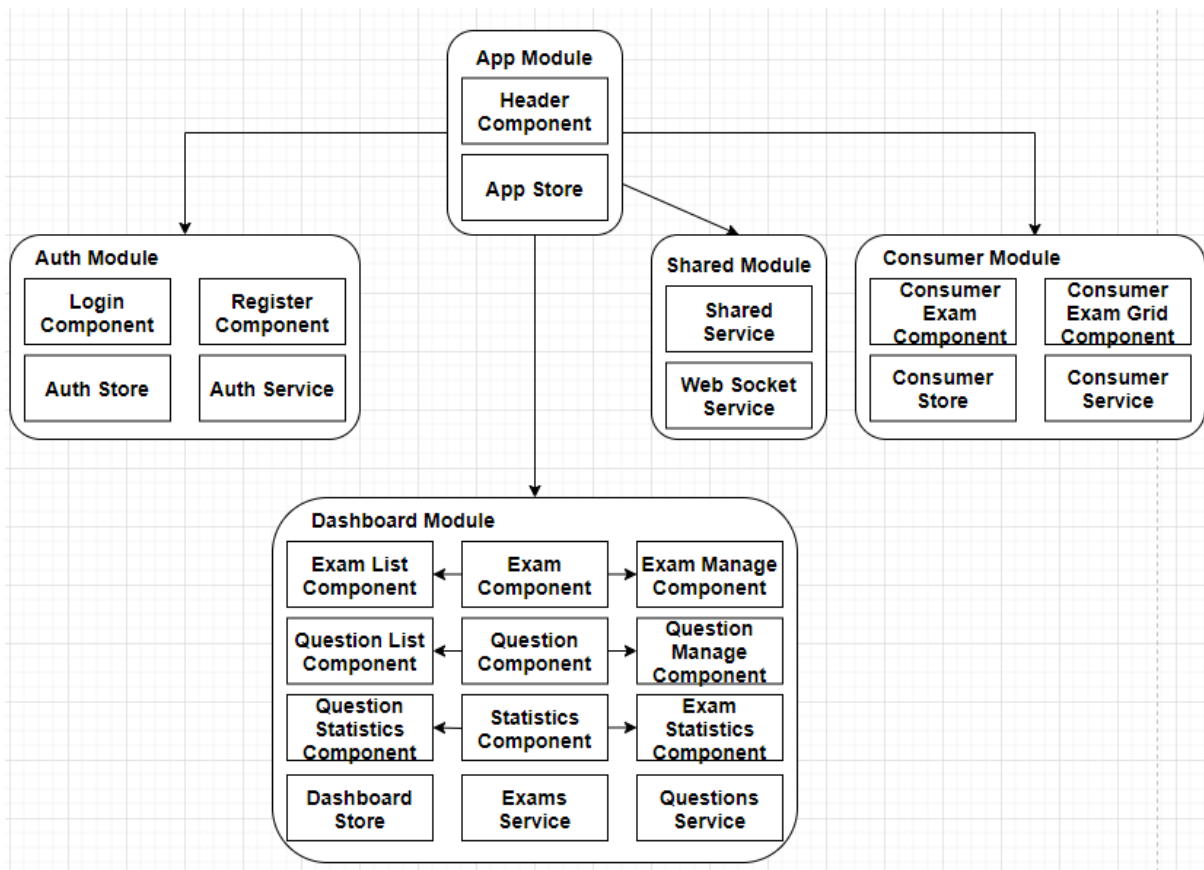 App Module
Header
Component
App Store
Auth Module
Login
Component
Register
Component
Auth Store
Auth Service
Shared Module
Shared
Service
Web Socket
Service
Consumer Module
Consumer
Exam
Component
Consumer
Exam Grid
Component
Consumer
Store
Consumer
Service
Dashboard Module
Exam List
Component
Exam
Component
Exam Manage
Component
Question List
Component
Question
Component
Question
Manage
Component
Question
Statistics
Component
Statistics
Component
Exam
Statistics
Component
Dashboard
Store
Exams
Service
Questions
Service